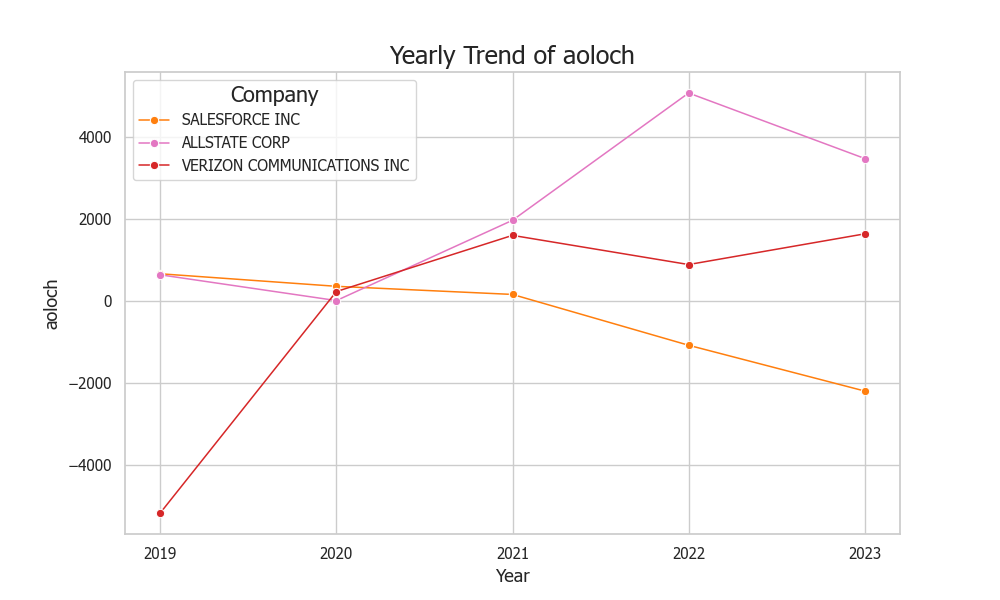 Yearly Trend of aoloch
Company
SALESFORCE INC
ALLSTATE CORP
VERIZON COMMUNICATIONS INC
aoloch
4000
2000
0
−2000
−4000
2019 2020 2021 2022 2023
Year